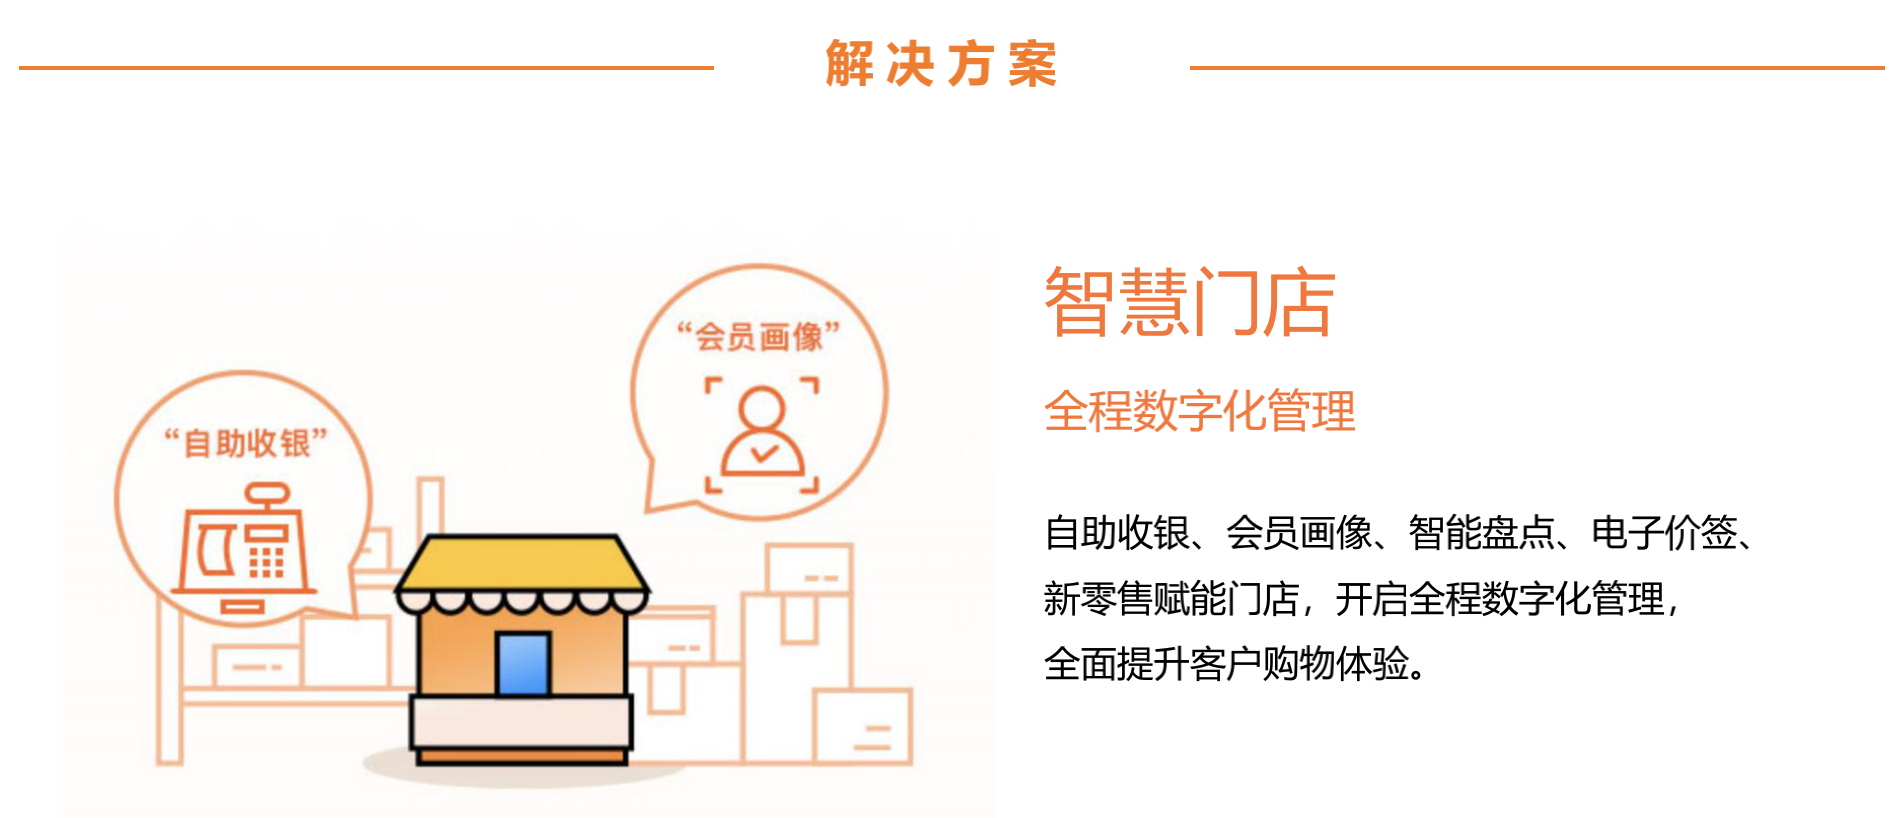 解决方案
“会员画像”
“自助收银”
智慧门店
全程数字化管理
自助收银、会员画像、智能盘点、电子价签、
新零售赋能门店，开启全程数字化管理，
全面提升客户购物体验。